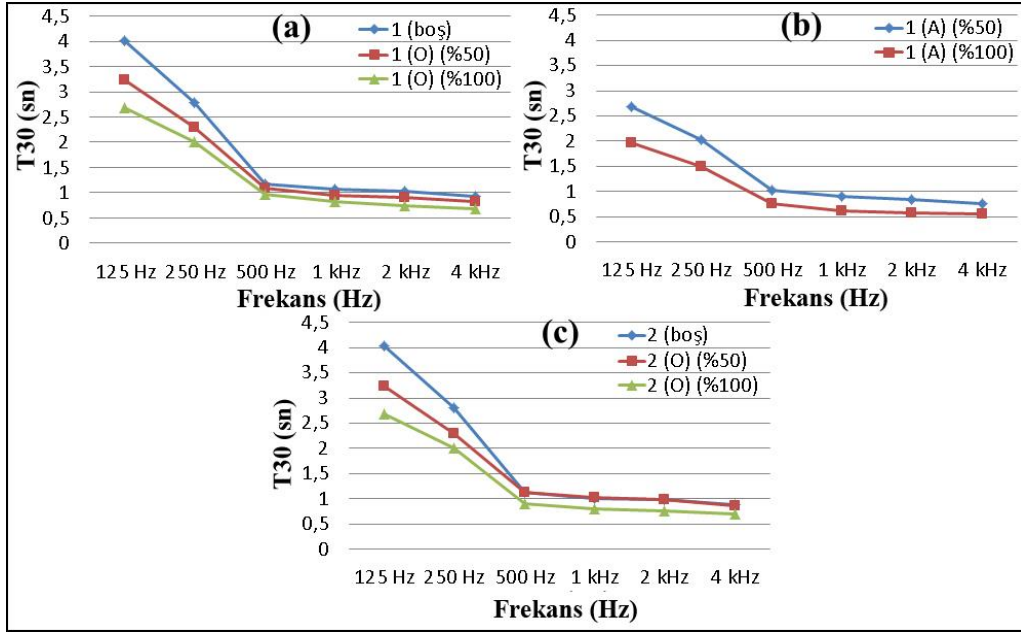 (a)
T30 (sn)
4,5
4
3,5
3
2,5
2
1,5
1
0,5
0
1 (boş)
1 (O) (%50)
1 (O) (%100)
125 Hz 250 Hz 500 Hz 1 kHz 2 kHz 4 kHz
Frekans (Hz)
(b)
T30 (sn)
4,5
4
3,5
3
2,5
2
1,5
1
0,5
0
1 (A) (%50)
1 (A) (%100)
125 Hz 250 Hz 500 Hz 1 kHz 2 kHz 4 kHz
Frekans (Hz)
(c)
T30 (sn)
4,5
4
3,5
3
2,5
2
1,5
1
0,5
0
2 (boş)
2 (O) (%50)
2 (O) (%100)
125 Hz 250 Hz 500 Hz 1 kHz 2 kHz 4 kHz
Frekans (Hz)